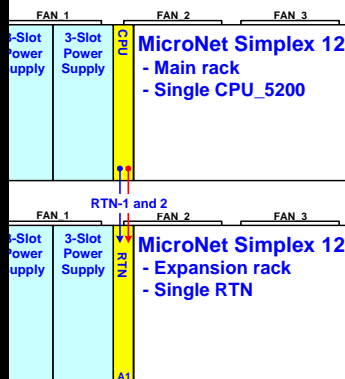 FAN_1 FAN_2 FAN_3
3-Slot Power Supply
3-Slot Power Supply
CPU
MicroNet Simplex 12
- Main rack
- Single CPU_5200
RTN-1 and 2
FAN_1 FAN_2 FAN_3
3-Slot Power Supply
3-Slot Power Supply
RTN
A1
MicroNet Simplex 12
- Expansion rack
- Single RTN